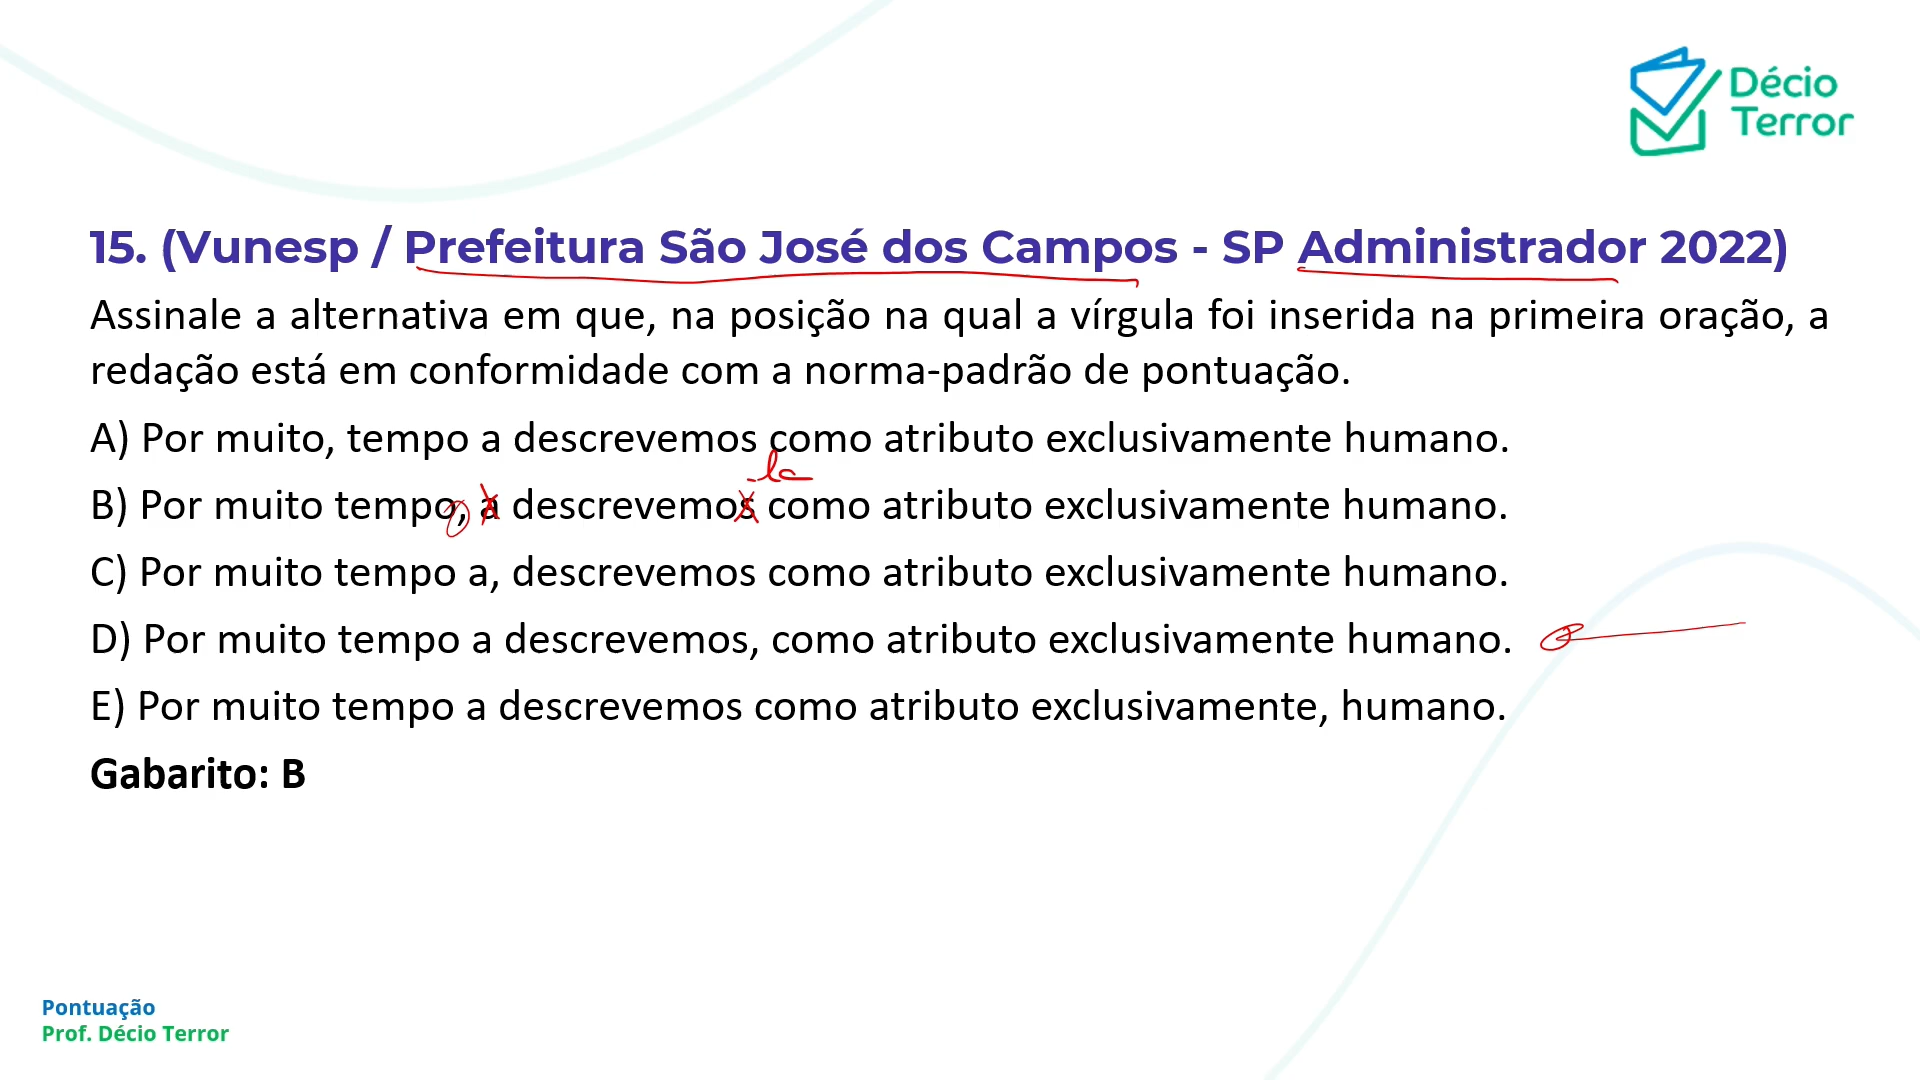 Décio
Terror
15. (Vunesp / Prefeitura São José dos Campos - SP Administrador 2022)
Assinale a alternativa em que, na posição na qual a vírgula foi inserida na primeira oração, a
redação está em conformidade com a norma-padrão de pontuação.
A) Por muito, tempo a descrevemos como atributo exclusivamente humano.
-la
B) Por muito tempo, a descrevemos como atributo exclusivamente humano.
C) Por muito tempo a, descrevemos como atributo exclusivamente humano.
D) Por muito tempo a descrevemos, como atributo exclusivamente humano.
E) Por muito tempo a descrevemos como atributo exclusivamente, humano.
Gabarito: B
Pontuação
Prof. Décio Terror